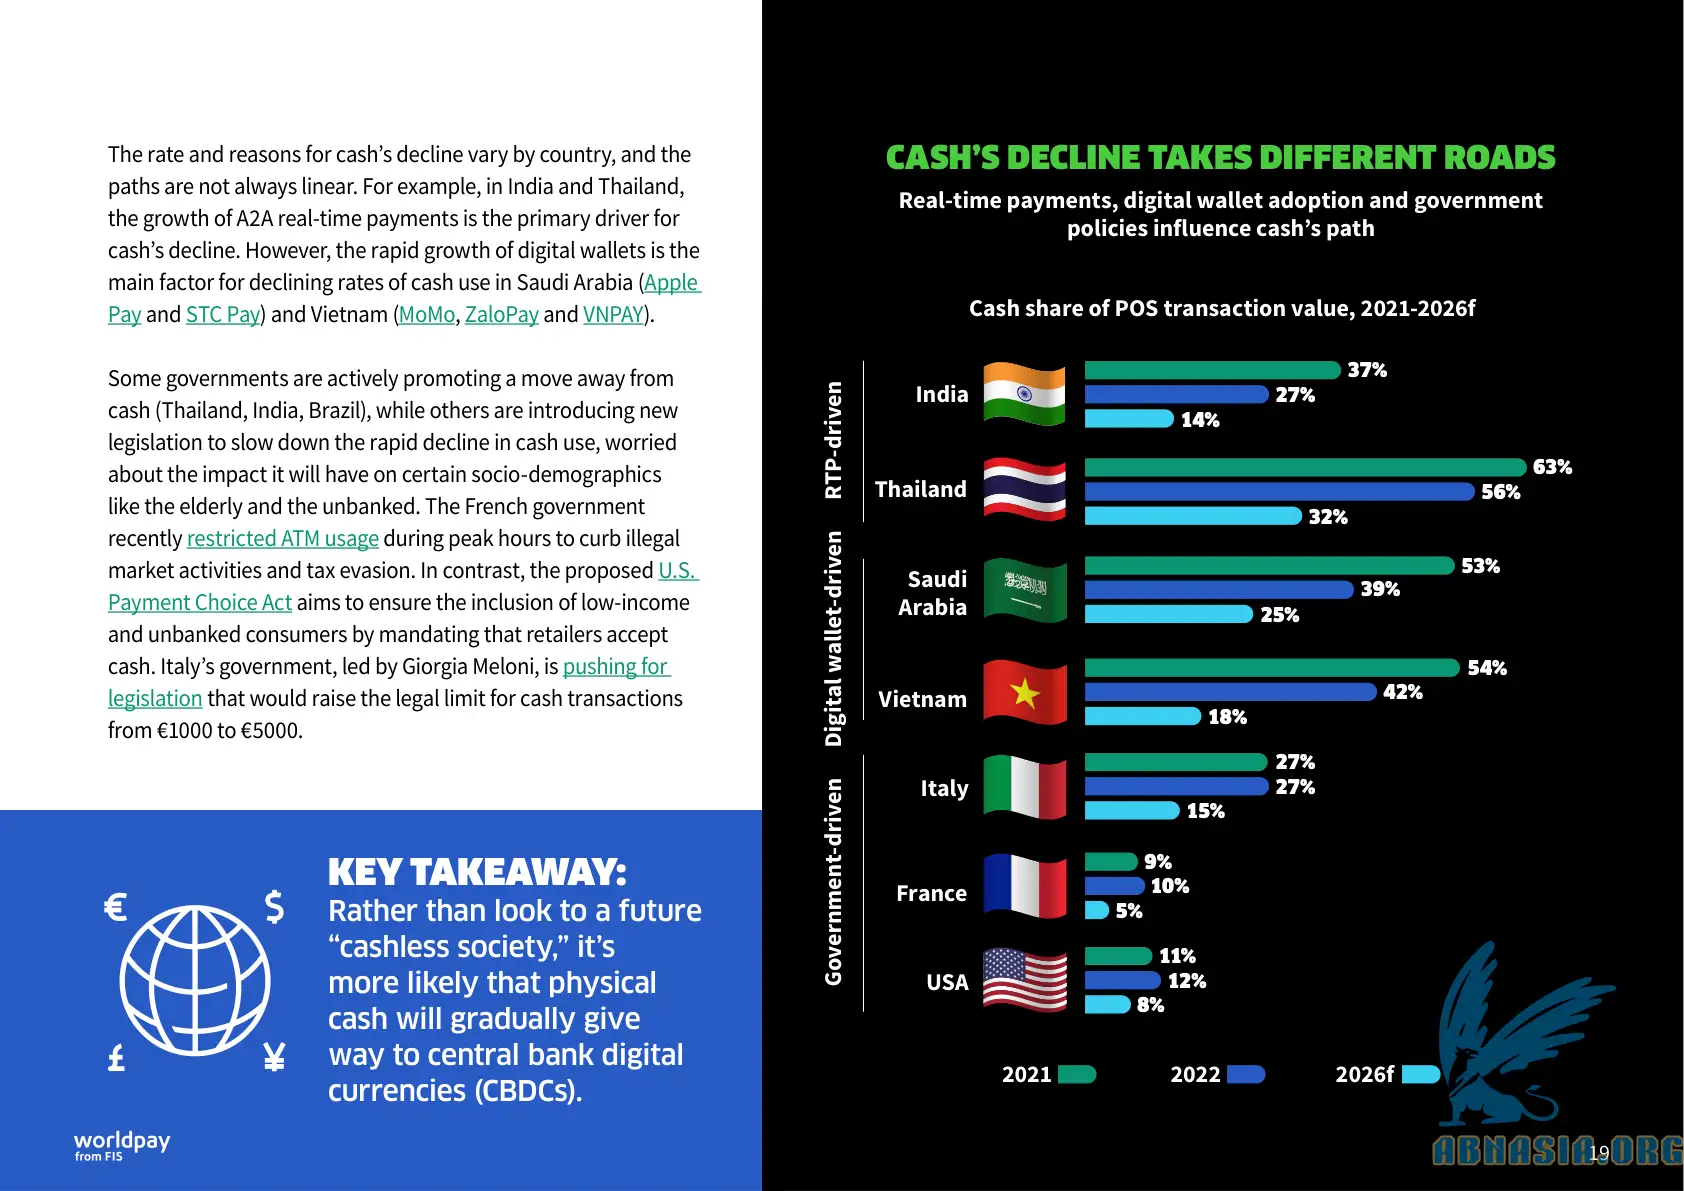 The rate and reasons for cash’s decline vary by country, and the
paths are not always linear. For example, in India and Thailand,
the growth of A2A real-time payments is the primary driver for
cash’s decline. However, the rapid growth of digital wallets is the
main factor for declining rates of cash use in Saudi Arabia (Apple
Pay and STC Pay) and Vietnam (MoMo, ZaloPay and VNPAY).
Some governments are actively promoting a move away from
cash (Thailand, India, Brazil), while others are introducing new
legislation to slow down the rapid decline in cash use, worried
about the impact it will have on certain socio-demographics
like the elderly and the unbanked. The French government
recently restricted ATM usage during peak hours to curb illegal
market activities and tax evasion. In contrast, the proposed U.S.
Payment Choice Act aims to ensure the inclusion of low-income
and unbanked consumers by mandating that retailers accept
cash. Italy’s government, led by Giorgia Meloni, is pushing for
legislation that would raise the legal limit for cash transactions
from €1000 to €5000.
KEY TAKEAWAY:
Rather than look to a future
“cashless society,” it’s
more likely that physical
cash will gradually give
way to central bank digital
currencies (CBDCs).
€ $
£ ¥
worldpay
from FIS
CASH’S DECLINE TAKES DIFFERENT ROADS
Real-time payments, digital wallet adoption and government
policies influence cash’s path
Cash share of POS transaction value, 2021-2026f
RTP-driven
India
37%
27%
14%
Thailand
63%
56%
32%
Digital wallet-driven
Saudi
Arabia
53%
39%
25%
Vietnam
54%
42%
18%
Government-driven
Italy
27%
27%
15%
France
9%
10%
5%
USA
11%
12%
8%
2021 2022 2026f
ABNASIA.ORG
19